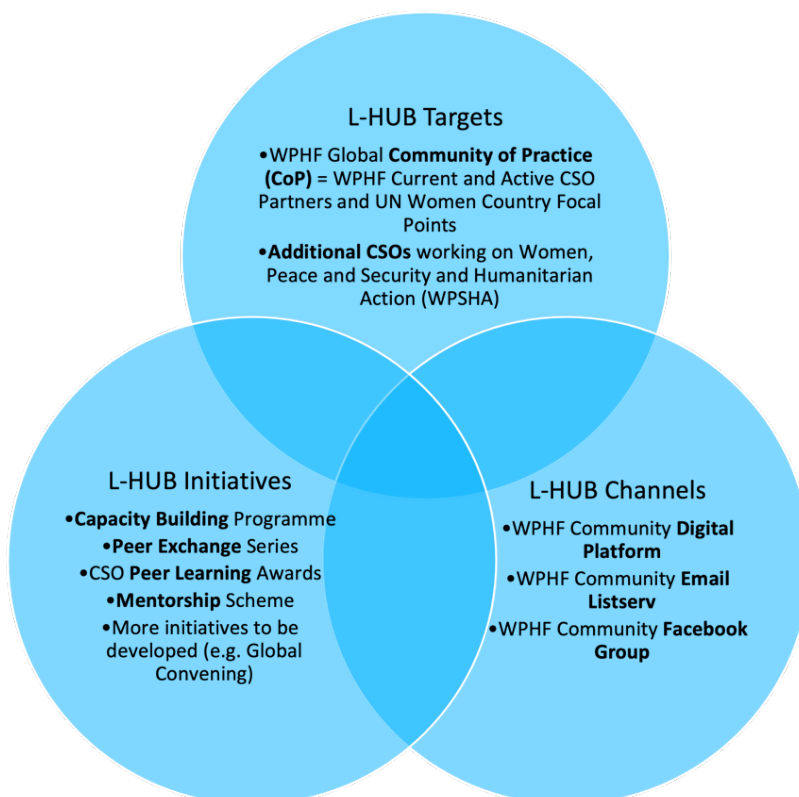 L-HUB Targets
•WPHF Global Community of Practice
(CoP) = WPHF Current and Active CSO
Partners and UN Women Country Focal
Points
•Additional CSOs working on Women,
Peace and Security and Humanitarian
Action (WPSHA)
L-HUB Initiatives
•Capacity Building Programme
•Peer Exchange Series
•CSO Peer Learning Awards
•Mentorship Scheme
•More initiatives to be
developed (e.g. Global
Convening)
L-HUB Channels
•WPHF Community Digital
Platform
•WPHF Community Email
Listserv
•WPHF Community Facebook
Group